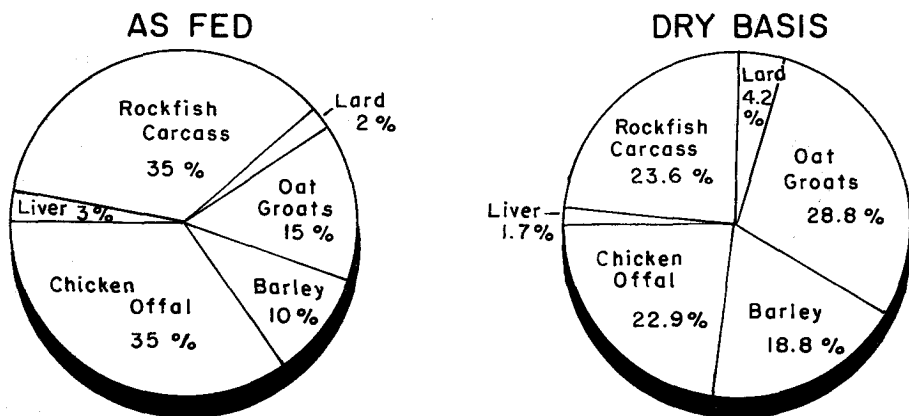 AS FED
Rockfish
Carcass
35 %
Lard
2 %
Oat
Groats
15 %
Barley
10 %
Chicken
Offal
35 %
Liver 3%
DRY BASIS
Lard
4.2
%
Oat
Groats
28.8 %
Barley
18.8 %
Chicken
Offal
22.9%
Liver
1.7%
Rockfish
Carcass
23.6 %